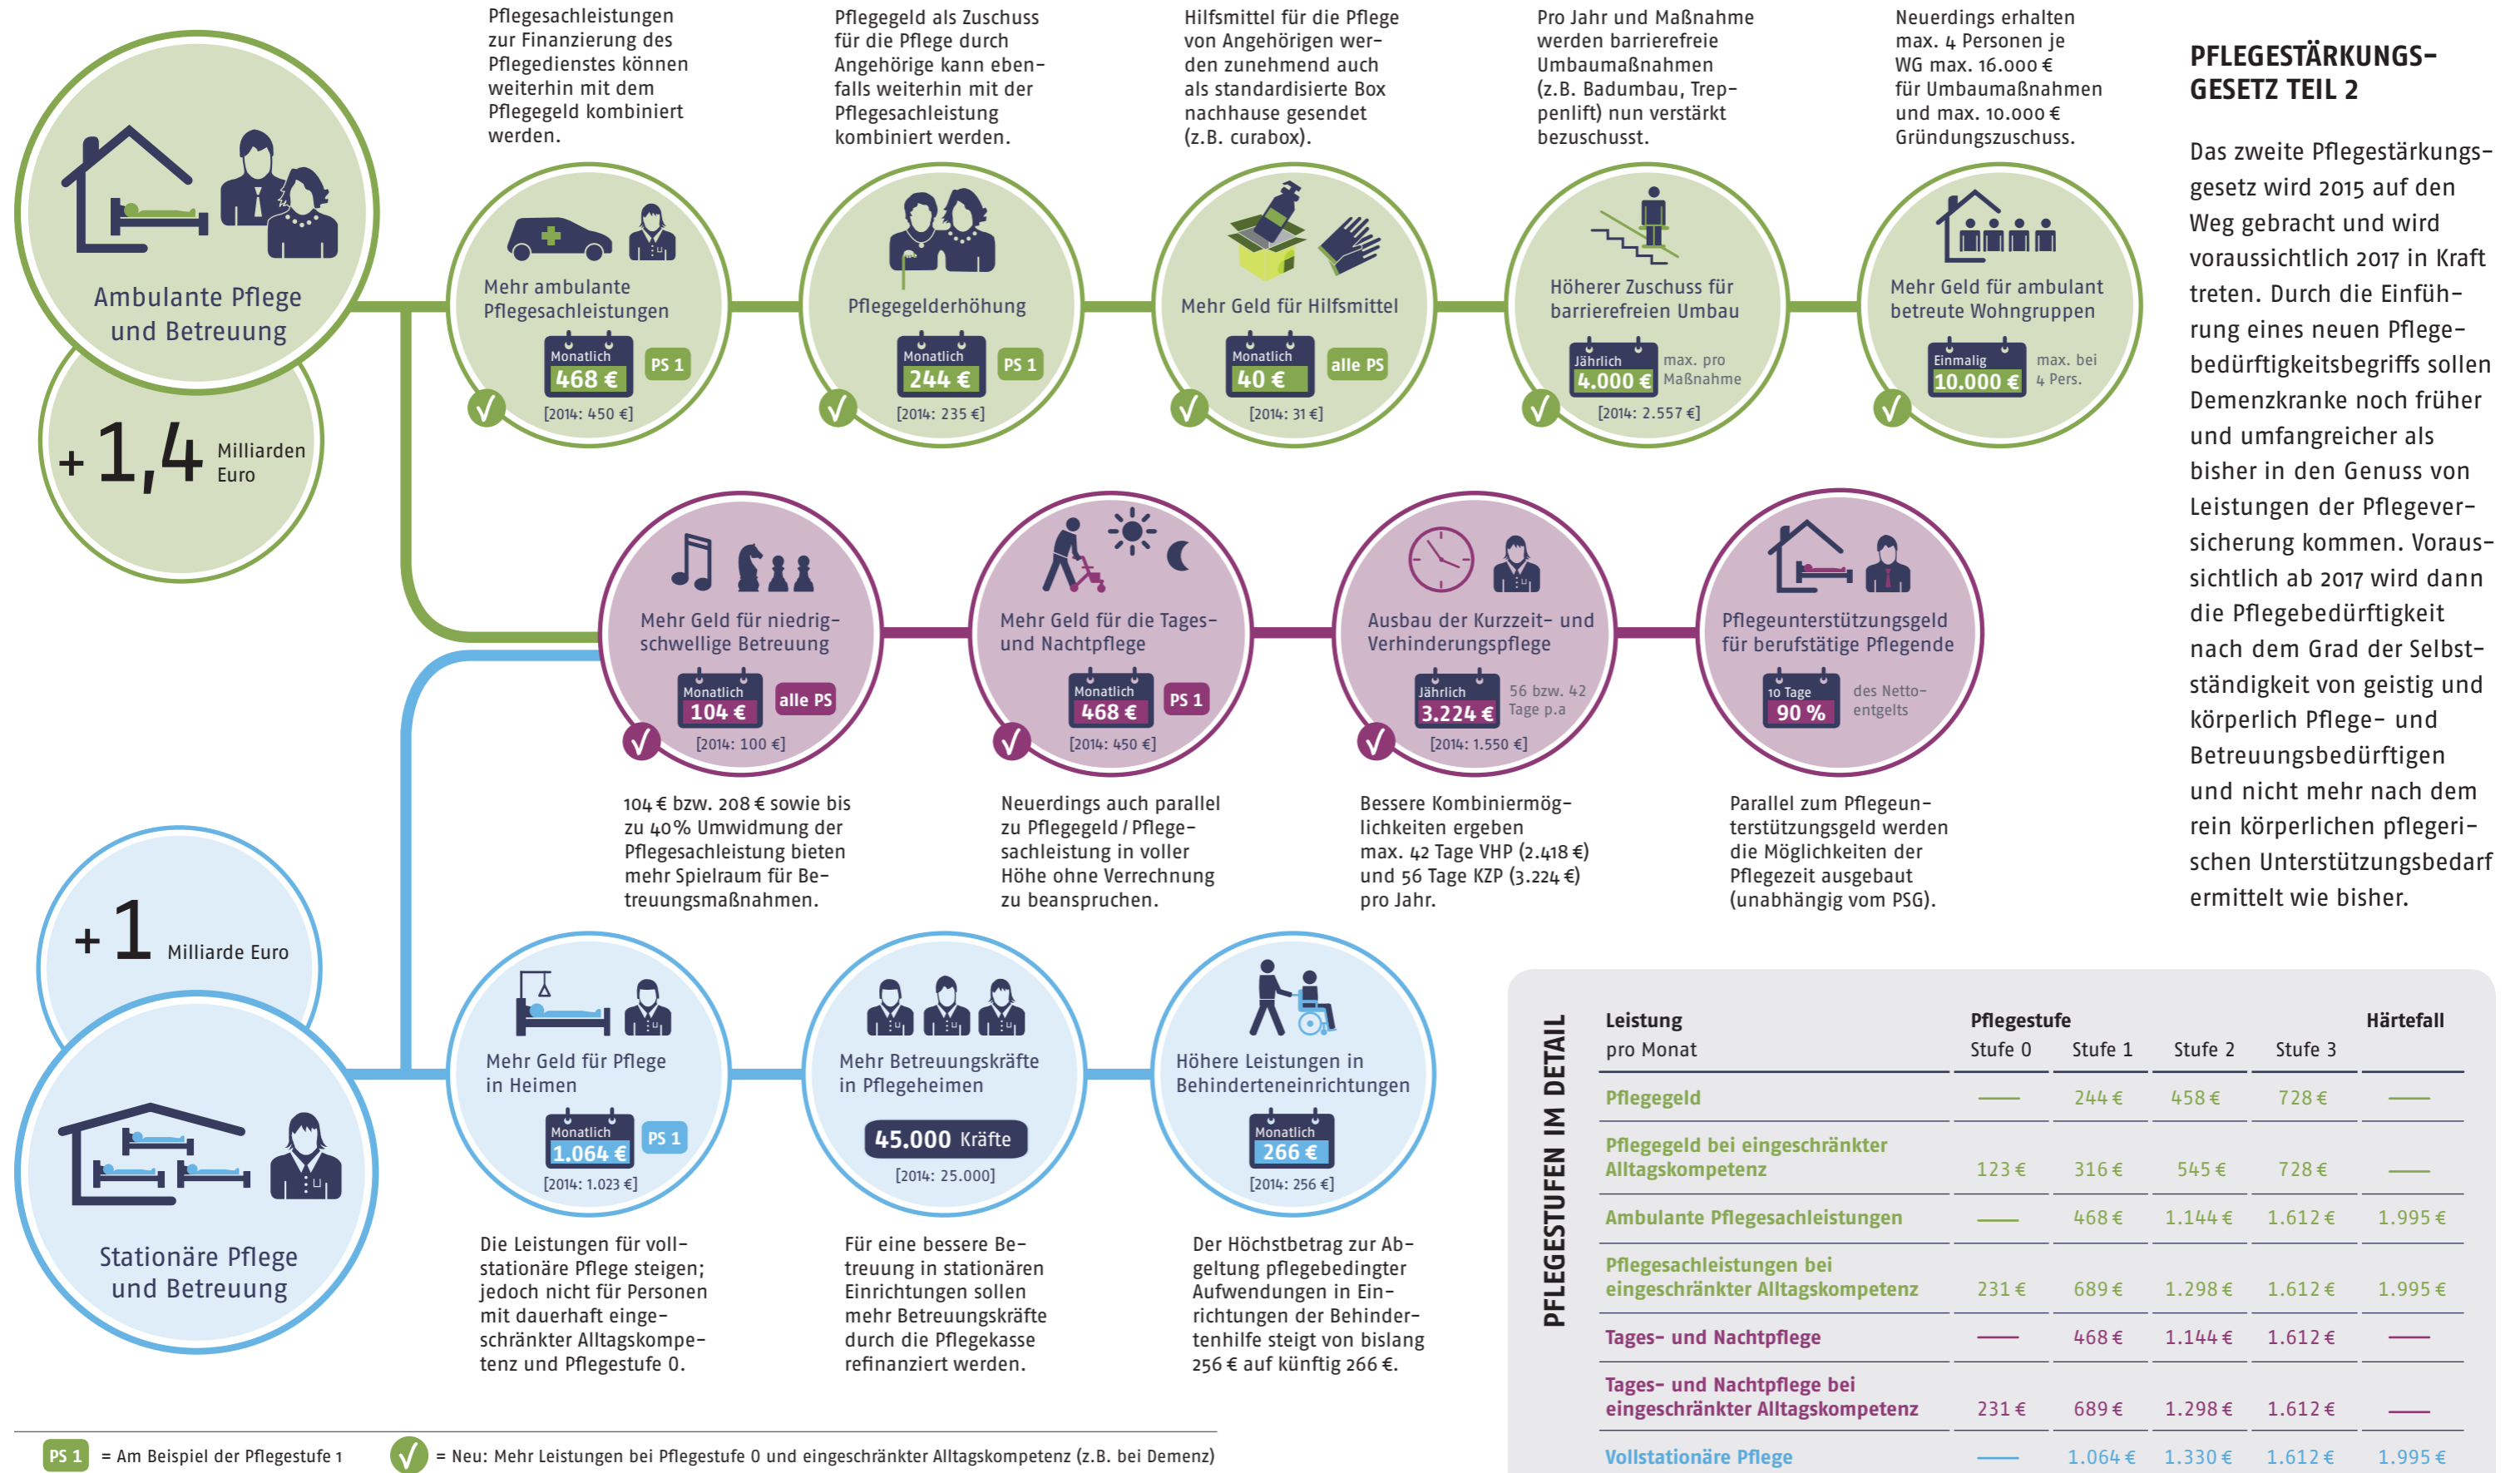 Pflegesachleistungen
zur Finanzierung des
Pflegedienstes können
weiterhin mit dem
Pflegegeld kombiniert
werden.
Pflegegeld als Zuschuss
für die Pflege durch
Angehörige kann eben-
falls weiterhin mit der
Pflegesachleistung
kombiniert werden.
Hilfsmittel für die Pflege
von Angehörigen wer-
den zunehmend auch
als standardisierte Box
nachhause gesendet
(z.B. curabox).
Pro Jahr und Maßnahme
werden barrierefreie
Umbaumaßnahmen
(z.B. Badumbau, Trep-
penlift) nun verstärkt
bezuschusst.
Neuerdings erhalten
max. 4 Personen je
WG max. 16.000 €
für Umbaumaßnahmen
und max. 10.000 €
Gründungszuschuss.
Ambulante Pflege
und Betreuung
+ 1,4 Milliarden
Euro
Mehr ambulante
Pflegesachleistungen
Monatlich
468 €
PS 1
[2014: 450 €]
Pflegegelderhöhung
Monatlich
244 €
PS 1
[2014: 235 €]
Mehr Geld für Hilfsmittel
Monatlich
40 €
alle PS
[2014: 31 €]
Höherer Zuschuss für
barrierefreien Umbau
Jährlich
4.000 €
max. pro
Maßnahme
[2014: 2.557 €]
Mehr Geld für ambulant
betreute Wohngruppen
Einmalig
10.000 €
max. bei
4 Pers.
Mehr Geld für niedrig-
schwellige Betreuung
Monatlich
104 €
alle PS
[2014: 100 €]
Mehr Geld für die Tages-
und Nachtpflege
Monatlich
468 €
PS 1
[2014: 450 €]
Ausbau der Kurzzeit- und
Verhinderungspflege
Jährlich
3.224 €
56 bzw. 42
Tage p.a
[2014: 1.550 €]
Pflegeunterstützungsgeld
für berufstätige Pflegende
10 Tage
90 %
des Netto-
entgelts
104 € bzw. 208 € sowie bis
zu 40% Umwidmung der
Pflegesachleistung bieten
mehr Spielraum für Be-
treuungsmaßnahmen.
Neuerdings auch parallel
zu Pflegegeld / Pflege-
sachleistung in voller
Höhe ohne Verrechnung
zu beanspruchen.
Bessere Kombiniermög-
lichkeiten ergeben
max. 42 Tage VHP (2.418 €)
und 56 Tage KZP (3.224 €)
pro Jahr.
Parallel zum Pflegeun-
terstützungsgeld werden
die Möglichkeiten der
Pflegezeit ausgebaut
(unabhängig vom PSG).
+ 1 Milliarde Euro
Stationäre Pflege
und Betreuung
Mehr Geld für Pflege
in Heimen
Monatlich
1.064 €
PS 1
[2014: 1.023 €]
Mehr Betreuungskräfte
in Pflegeheimen
45.000 Kräfte
[2014: 25.000]
Höhere Leistungen in
Behinderteneinrichtungen
Monatlich
266 €
[2014: 256 €]
Die Leistungen für voll-
stationäre Pflege steigen;
jedoch nicht für Personen
mit dauerhaft einge-
schränkter Alltagskompe-
tenz und Pflegestufe 0.
Für eine bessere Be-
treuung in stationären
Einrichtungen sollen
mehr Betreuungskräfte
durch die Pflegekasse
refinanziert werden.
Der Höchstbetrag zur Ab-
geltung pflegebedingter
Aufwendungen in Ein-
richtungen der Behinder-
tenhilfe steigt von bislang
256 € auf künftig 266 €.
PS 1 = Am Beispiel der Pflegestufe 1
= Neu: Mehr Leistungen bei Pflegestufe 0 und eingeschränkter Alltagskompetenz (z.B. bei Demenz)
PFLEGESTÄRKUNGS-
GESETZ TEIL 2
Das zweite Pflegestärkungs-
gesetz wird 2015 auf den
Weg gebracht und wird
voraussichtlich 2017 in Kraft
treten. Durch die Einfüh-
rung eines neuen Pflege-
bedürftigkeitsbegriffs sollen
Demenzkranke noch früher
und umfangreicher als
bisher in den Genuss von
Leistungen der Pflegever-
sicherung kommen. Voraus-
sichtlich ab 2017 wird dann
die Pflegebedürftigkeit
nach dem Grad der Selbst-
ständigkeit von geistig und
körperlich Pflege- und
Betreuungsbedürftigen
und nicht mehr nach dem
rein körperlichen pflegeri-
schen Unterstützungsbedarf
ermittelt wie bisher.
PFLEGESTUFEN IM DETAIL
Leistung Pflegestufe Härtefall
pro Monat Stufe 0 Stufe 1 Stufe 2 Stufe 3
Pflegegeld — 244 € 458 € 728 € —
Pflegegeld bei eingeschränkter
Alltagskompetenz 123 € 316 € 545 € 728 € —
Ambulante Pflegesachleistungen — 468 € 1.144 € 1.612 € 1.995 €
Pflegesachleistungen bei
eingeschränkter Alltagskompetenz 231 € 689 € 1.298 € 1.612 € 1.995 €
Tages- und Nachtpflege — 468 € 1.144 € 1.612 € —
Tages- und Nachtpflege bei
eingeschränkter Alltagskompetenz 231 € 689 € 1.298 € 1.612 € —
Vollstationäre Pflege — 1.064 € 1.330 € 1.612 € 1.995 €